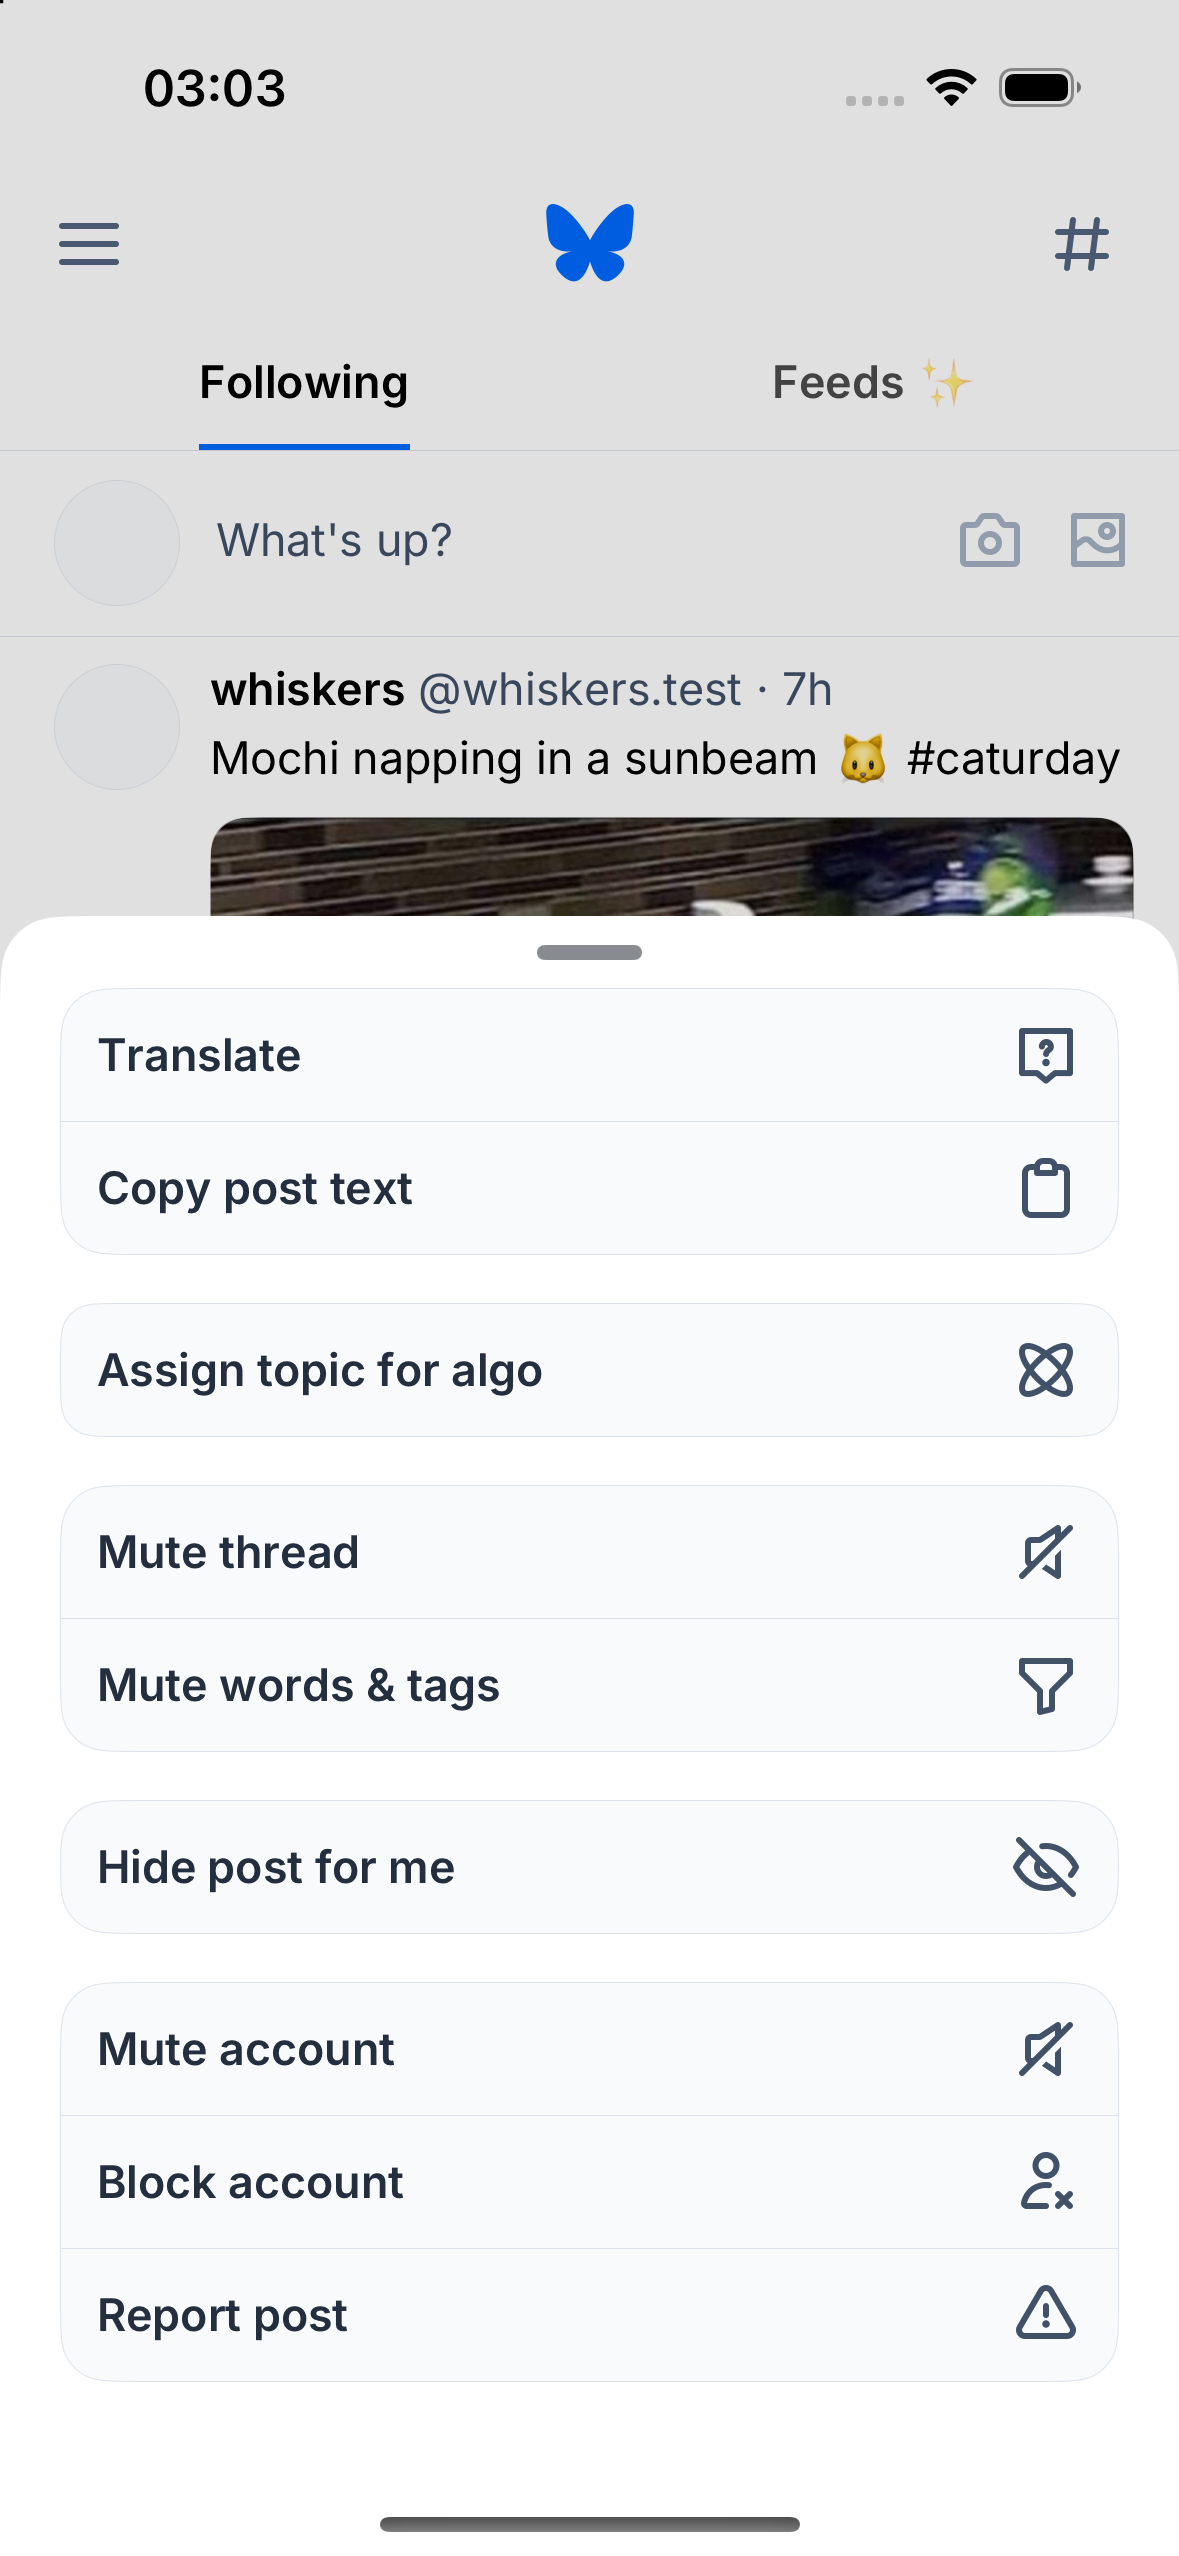 03:03
Following
Feeds ✨
What's up?
whiskers @whiskers.test · 7h
Mochi napping in a sunbeam 🐱 #caturday
Translate
Copy post text
Assign topic for algo
Mute thread
Mute words & tags
Hide post for me
Mute account
Block account
Report post